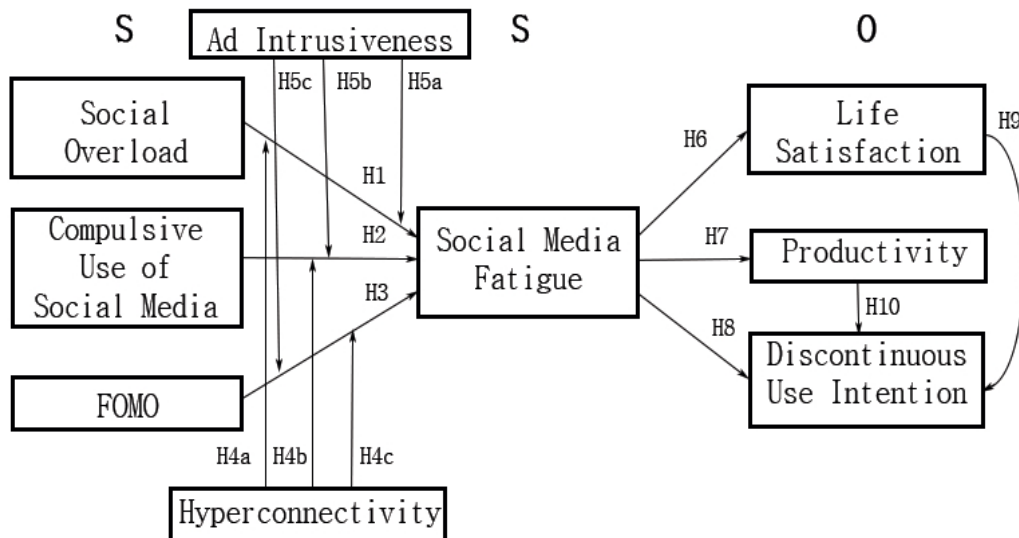 S
S
O
Ad Intrusiveness
H5c
H5b
H5a
Social
Overload
H1
Compulsive
Use of
Social Media
H2
FOMO
H3
H4a
H4b
H4c
Hyperconnectivity
Social Media
Fatigue
H6
H7
H8
Life
Satisfaction
H9
Productivity
H10
Discontinuous
Use Intention